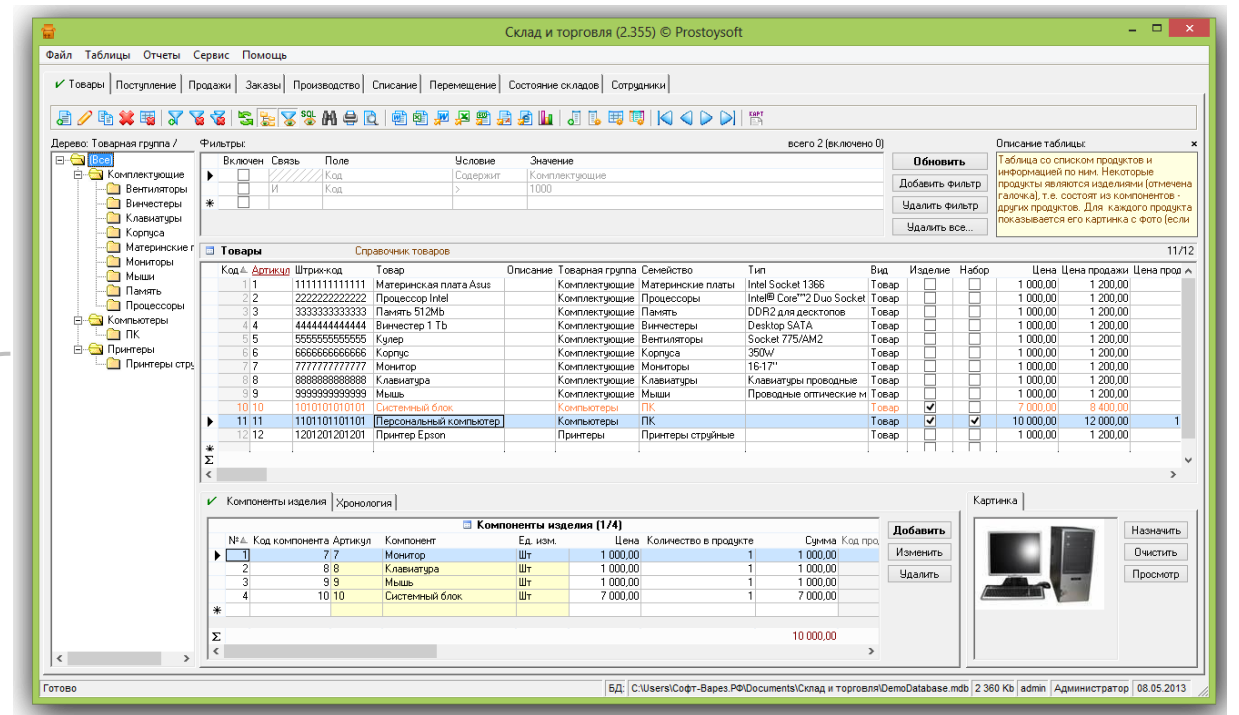 Склад и торговля (2.355) © Prostoysoft
Файл Таблицы Отчеты Сервис Помощь
Товары Поступление Продажи Заказы Производство Списание Перемещение Состояние складов Сотрудники
Дерево: Товарная группа /
[Все]
Комплектующие
Вентиляторы
Винчестеры
Клавиатуры
Корпуса
Материнские г
Мониторы
Мыши
Память
Процессоры
Компьютеры
ПК
Принтеры
Принтеры стру
Фильтры: всего 2 (включено 0)
Включен Связь Поле Условие Значение
Код Содержит Комплектующие
И Код > 1000
Обновить
Добавить фильтр
Удалить фильтр
Удалить все...
Описание таблицы: x
Таблица со списком продуктов и
информацией по ним. Некоторые
продукты являются изделиями (отмечена
галочка), т.е. состоят из компонентов -
других продуктов. Для каждого продукта
показывается его картинка с фото (если
Товары Справочник товаров 11/12
Код Артикул Штрих-код Товар Описание Товарная группа Семейство Тип Вид Изделие Набор Цена Цена продажи Цена прод
1 1 1111111111111 Материнская плата Asus Комплектующие Материнские платы Intel Socket 1366 Товар 1 000,00 1 200,00
2 2 2222222222222 Процессор Intel Комплектующие Процессоры Intel® Core™2 Duo Socket Товар 1 000,00 1 200,00
3 3 3333333333333 Память 512Mb Комплектующие Память DDR2 для десктопов Товар 1 000,00 1 200,00
4 4 4444444444444 Винчестер 1 Tb Комплектующие Винчестеры Desktop SATA Товар 1 000,00 1 200,00
5 5 5555555555555 Кулер Комплектующие Вентиляторы Socket 775/AM2 Товар 1 000,00 1 200,00
6 6 6666666666666 Корпус Комплектующие Корпуса 350W Товар 1 000,00 1 200,00
7 7 7777777777777 Монитор Комплектующие Мониторы 16-17" Товар 1 000,00 1 200,00
8 8 8888888888888 Клавиатура Комплектующие Клавиатуры Клавиатуры проводные Товар 1 000,00 1 200,00
9 9 9999999999999 Мышь Комплектующие Мыши Проводные оптические м Товар 1 000,00 1 200,00
10 10 1010101010101 Системный блок Компьютеры ПК Товар 7 000,00 8 400,00
11 11 1101101101101 Персональный компьютер Компьютеры ПК Товар 10 000,00 12 000,00 1
12 12 1201201201201 Принтер Epson Принтеры Принтеры струйные Товар 1 000,00 1 200,00
Σ
Компоненты изделия Хронология
Компоненты изделия (1/4)
№ Код компонента Артикул Компонент Ед. изм. Цена Количество в продукте Сумма Код про
1 7 7 Монитор Шт 1 000,00 1 1 000,00
2 8 8 Клавиатура Шт 1 000,00 1 1 000,00
3 9 9 Мышь Шт 1 000,00 1 1 000,00
4 10 10 Системный блок Шт 7 000,00 1 7 000,00
Σ 10 000,00
Добавить
Изменить
Удалить
Картинка
Назначить
Очистить
Просмотр
Готово БД: C:\Users\Софт-Варез.РФ\Documents\Склад и торговля\DemoDatabase.mdb 2 360 Kb admin Администратор 08.05.2013